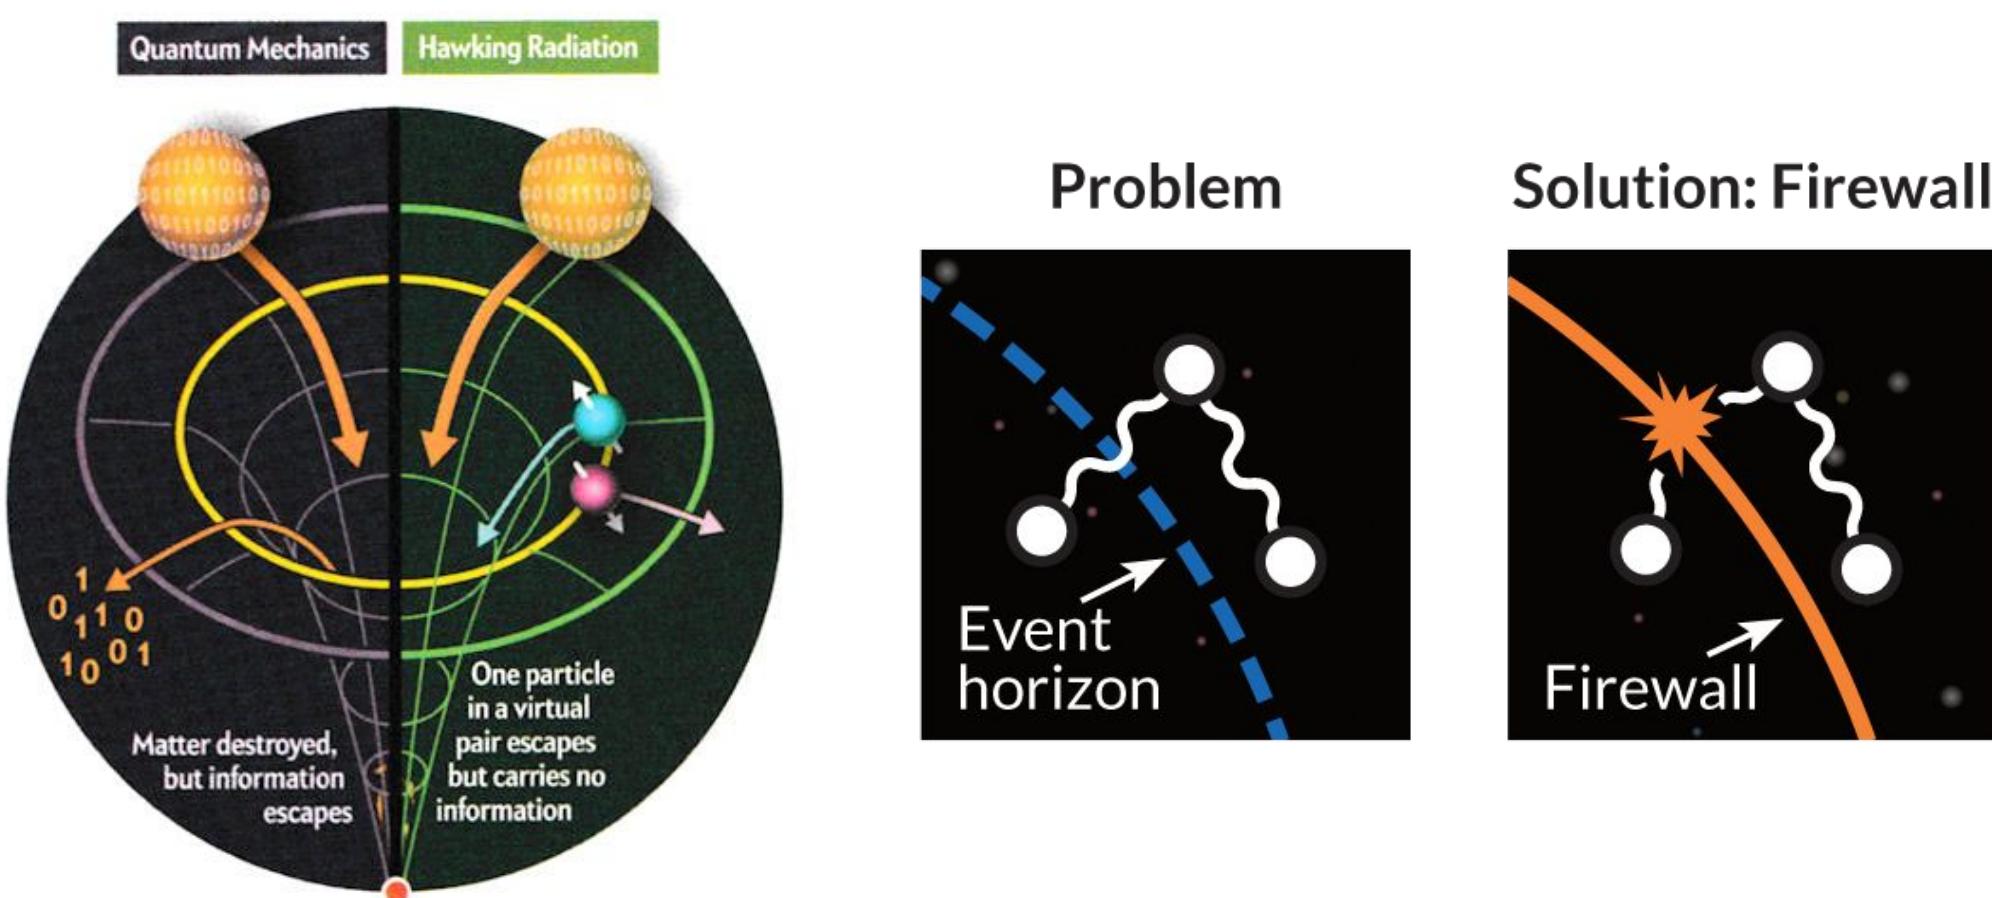 Quantum Mechanics
Hawking Radiation
Problem
Solution: Firewall
1
0
1 1 0
1 0 0 1
One particle
in a virtual
pair escapes
but carries no
information
Matter destroyed,
but information
escapes
Event
horizon
Firewall